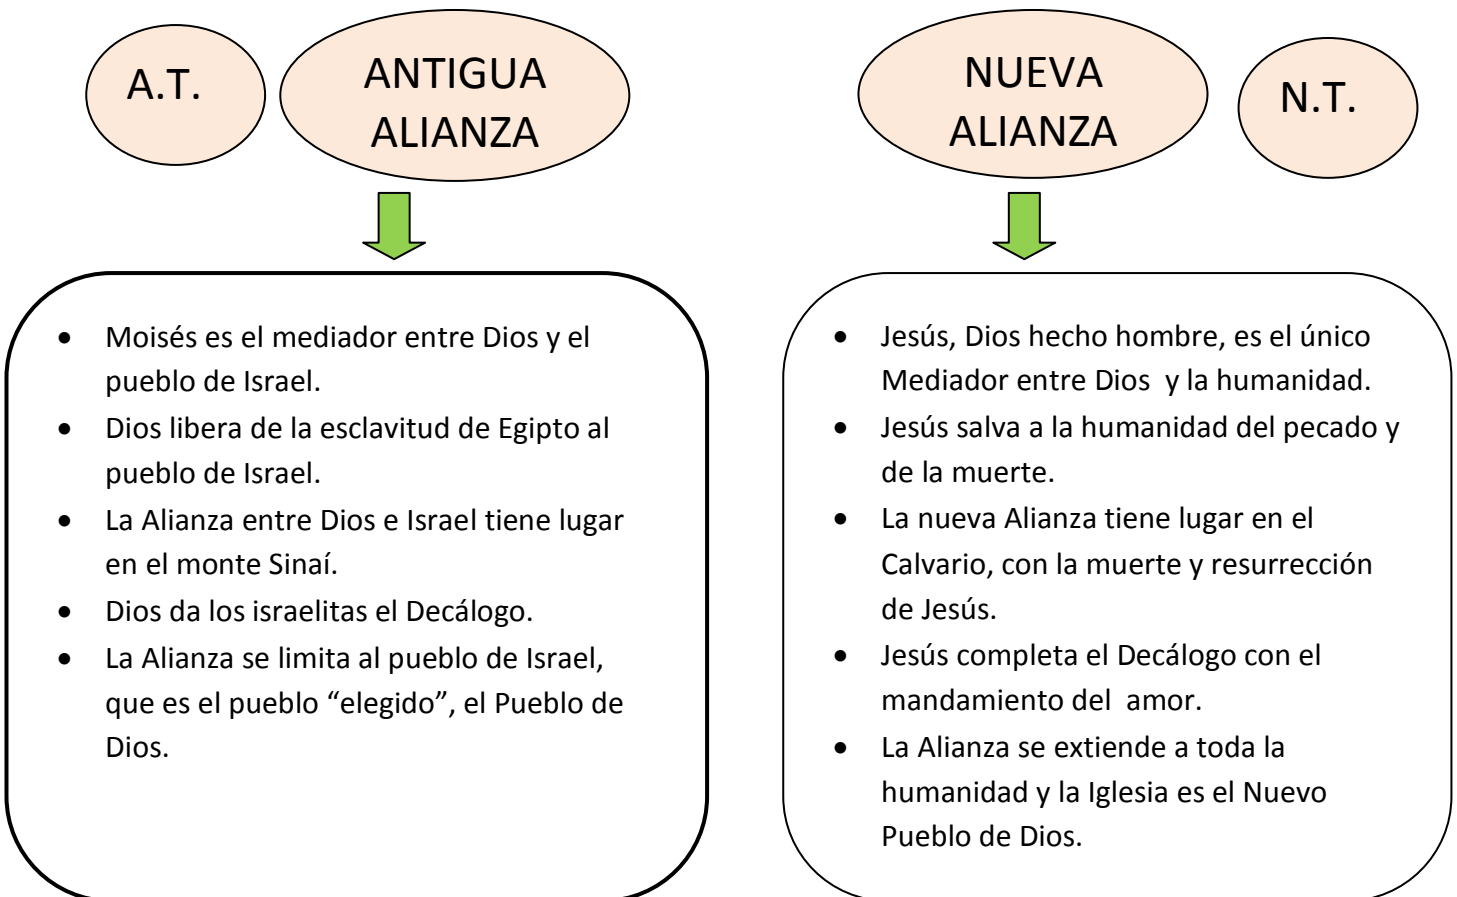 A.T.
ANTIGUA
ALIANZA
• Moisés es el mediador entre Dios y el
pueblo de Israel.
• Dios libera de la esclavitud de Egipto al
pueblo de Israel.
• La Alianza entre Dios e Israel tiene lugar
en el monte Sinaí.
• Dios da los israelitas el Decálogo.
• La Alianza se limita al pueblo de Israel,
que es el pueblo “elegido”, el Pueblo de
Dios.
NUEVA
ALIANZA
N.T.
• Jesús, Dios hecho hombre, es el único
Mediador entre Dios  y la humanidad.
• Jesús salva a la humanidad del pecado y
de la muerte.
• La nueva Alianza tiene lugar en el
Calvario, con la muerte y resurrección
de Jesús.
• Jesús completa el Decálogo con el
mandamiento del  amor.
• La Alianza se extiende a toda la
humanidad y la Iglesia es el Nuevo
Pueblo de Dios.